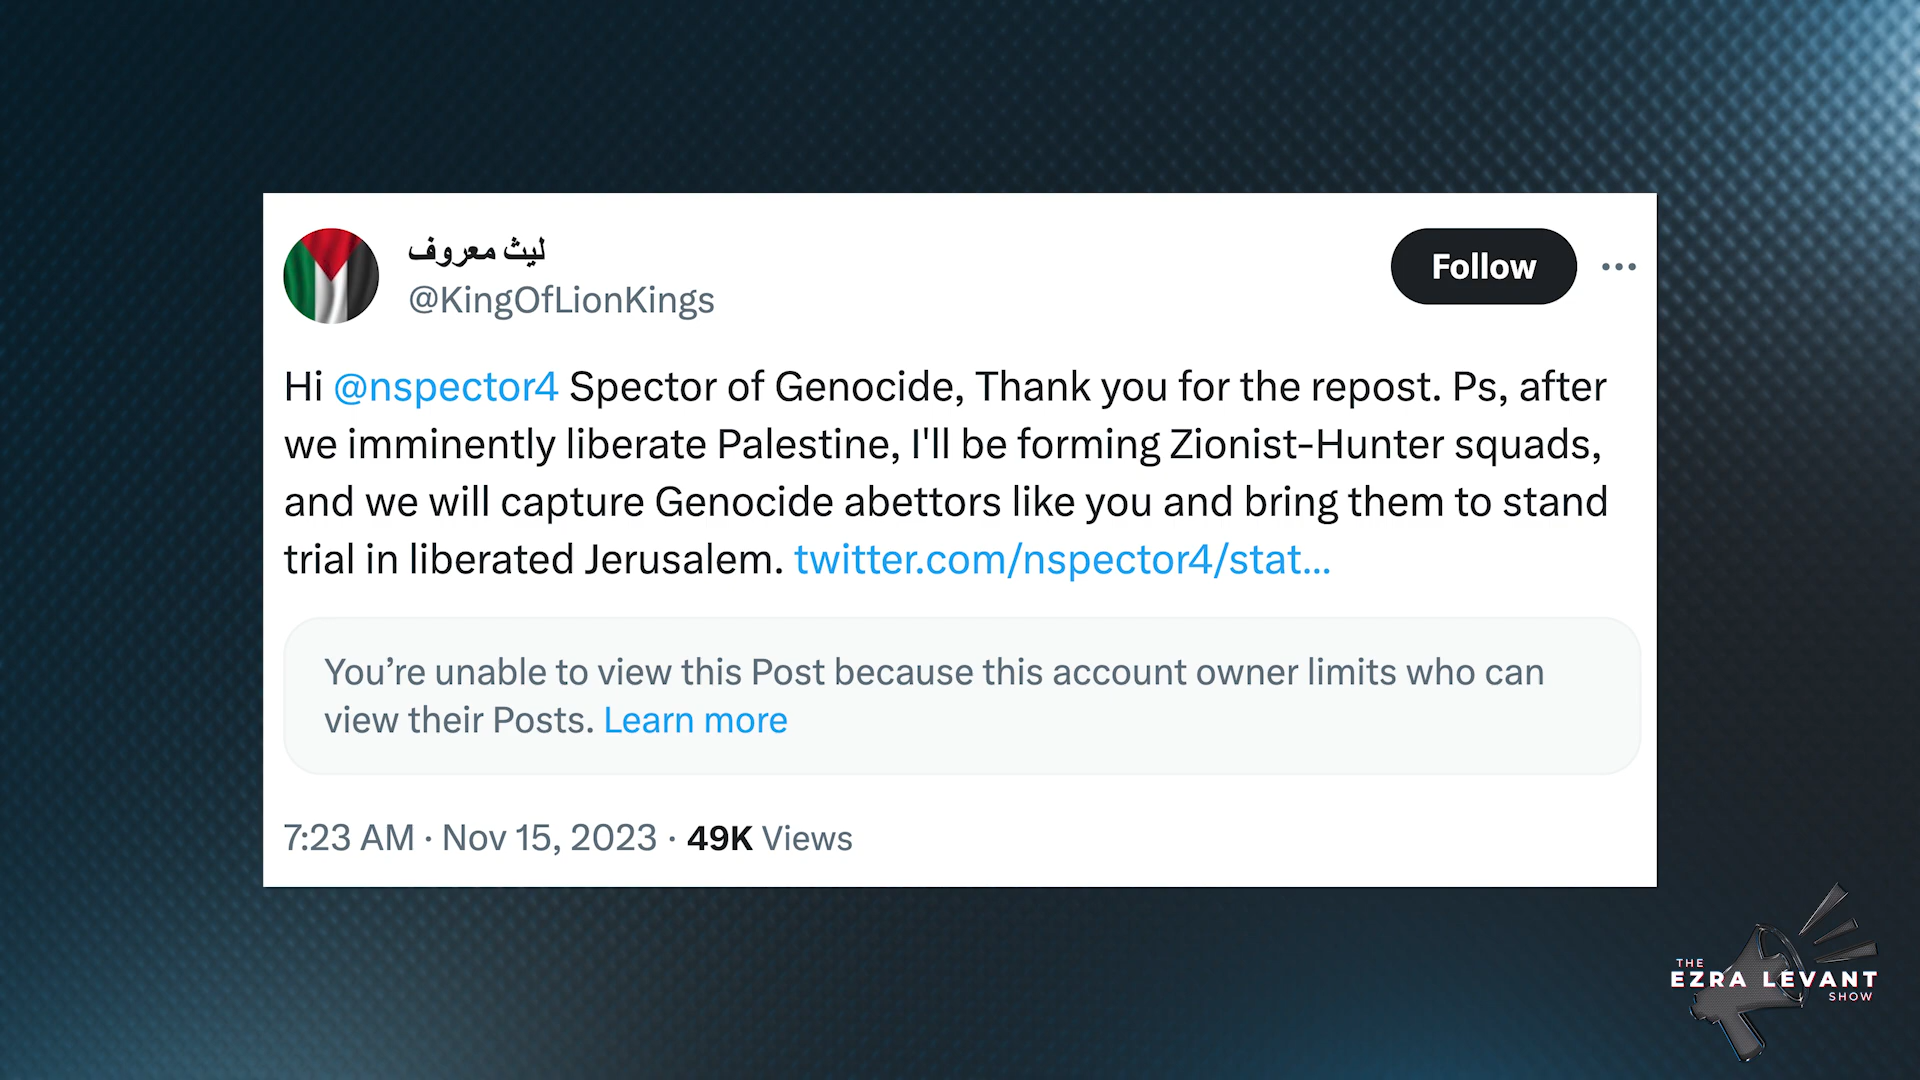 ليث معروف
@KingOfLionKings
Follow
Hi @nspector4 Spector of Genocide, Thank you for the repost. Ps, after
we imminently liberate Palestine, I'll be forming Zionist-Hunter squads,
and we will capture Genocide abettors like you and bring them to stand
trial in liberated Jerusalem. twitter.com/nspector4/stat...
You’re unable to view this Post because this account owner limits who can
view their Posts. Learn more
7:23 AM · Nov 15, 2023 · 49K Views
THE
EZRA LEVANT
SHOW